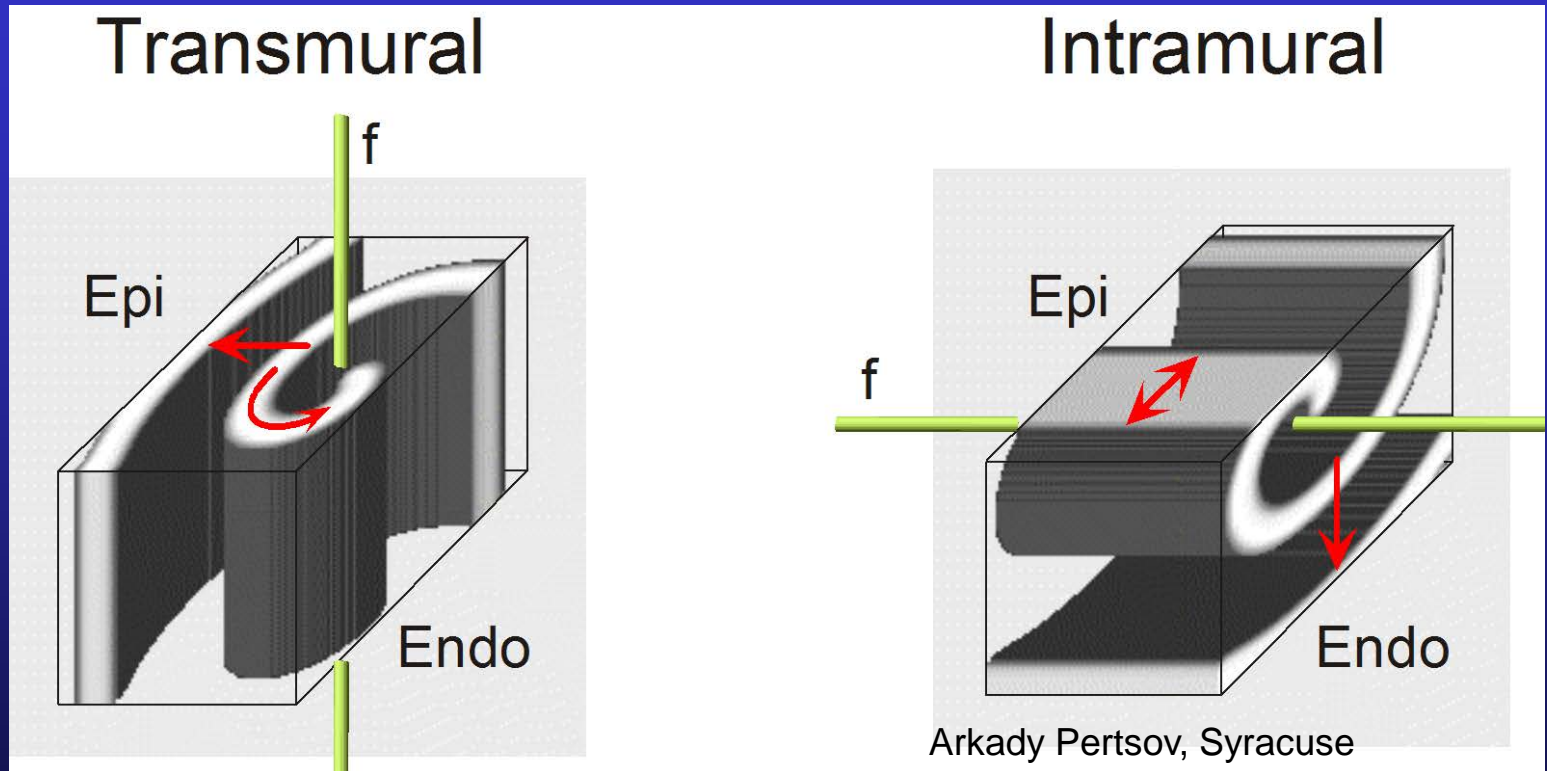 Transmural
Intramural
f
Epi
Endo
Epi
f
Endo
Arkady Pertsov, Syracuse